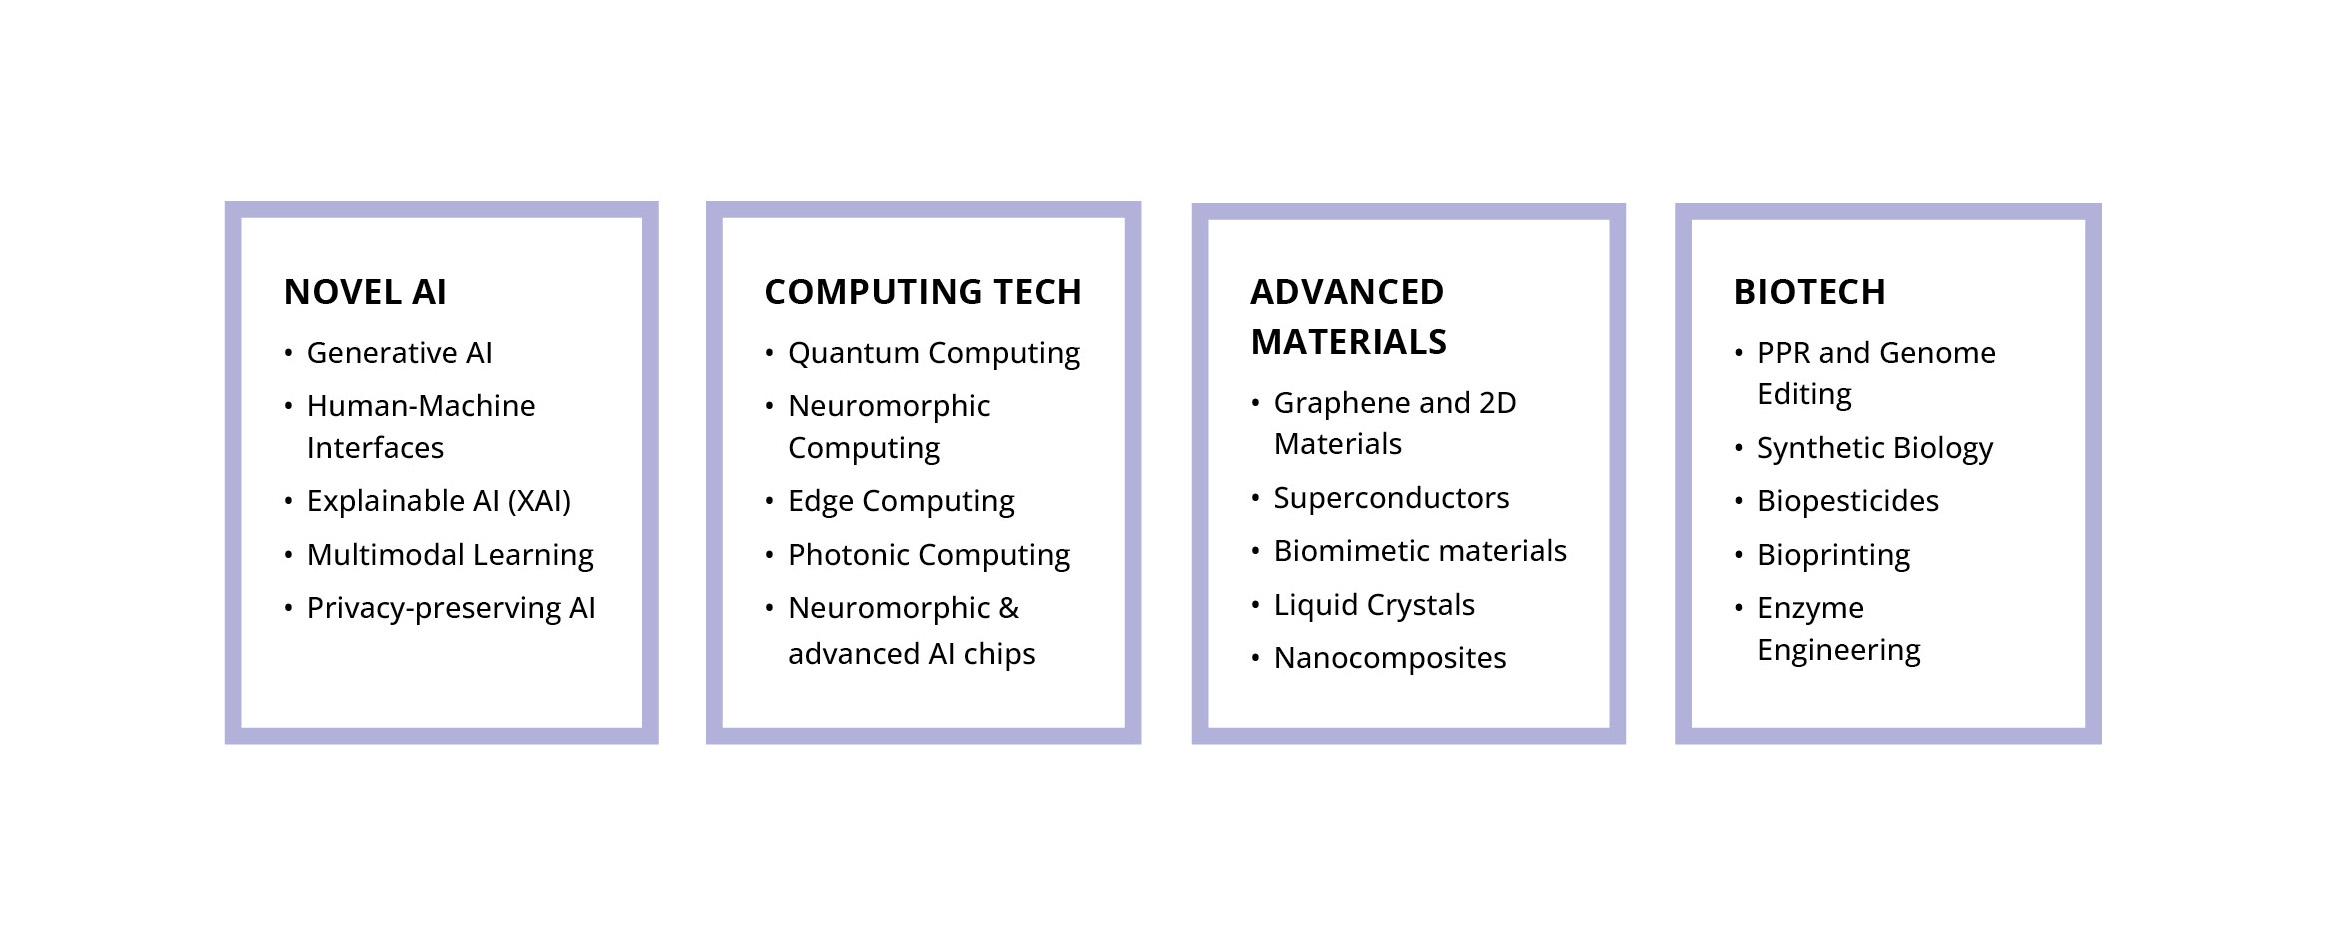 NOVEL AI
• Generative AI
• Human-Machine
Interfaces
• Explainable AI (XAI)
• Multimodal Learning
• Privacy-preserving AI
COMPUTING TECH
• Quantum Computing
• Neuromorphic
Computing
• Edge Computing
• Photonic Computing
• Neuromorphic &
advanced AI chips
ADVANCED
MATERIALS
• Graphene and 2D
Materials
• Superconductors
• Biomimetic materials
• Liquid Crystals
• Nanocomposites
BIOTECH
• PPR and Genome
Editing
• Synthetic Biology
• Biopesticides
• Bioprinting
• Enzyme
Engineering